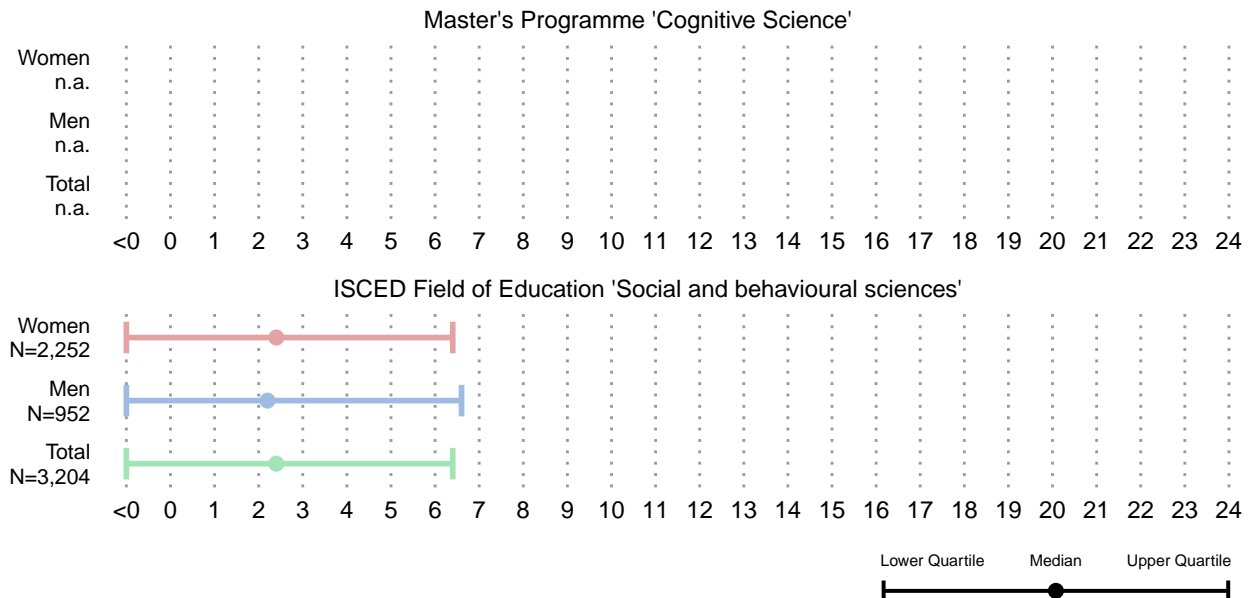 Master's Programme 'Cognitive Science'
Women
n.a.
Men
n.a.
Total
n.a.
<0 0 1 2 3 4 5 6 7 8 9 10 11 12 13 14 15 16 17 18 19 20 21 22 23 24
ISCED Field of Education 'Social and behavioural sciences'
Women
N=2,252
Men
N=952
Total
N=3,204
<0 0 1 2 3 4 5 6 7 8 9 10 11 12 13 14 15 16 17 18 19 20 21 22 23 24
Lower Quartile Median Upper Quartile